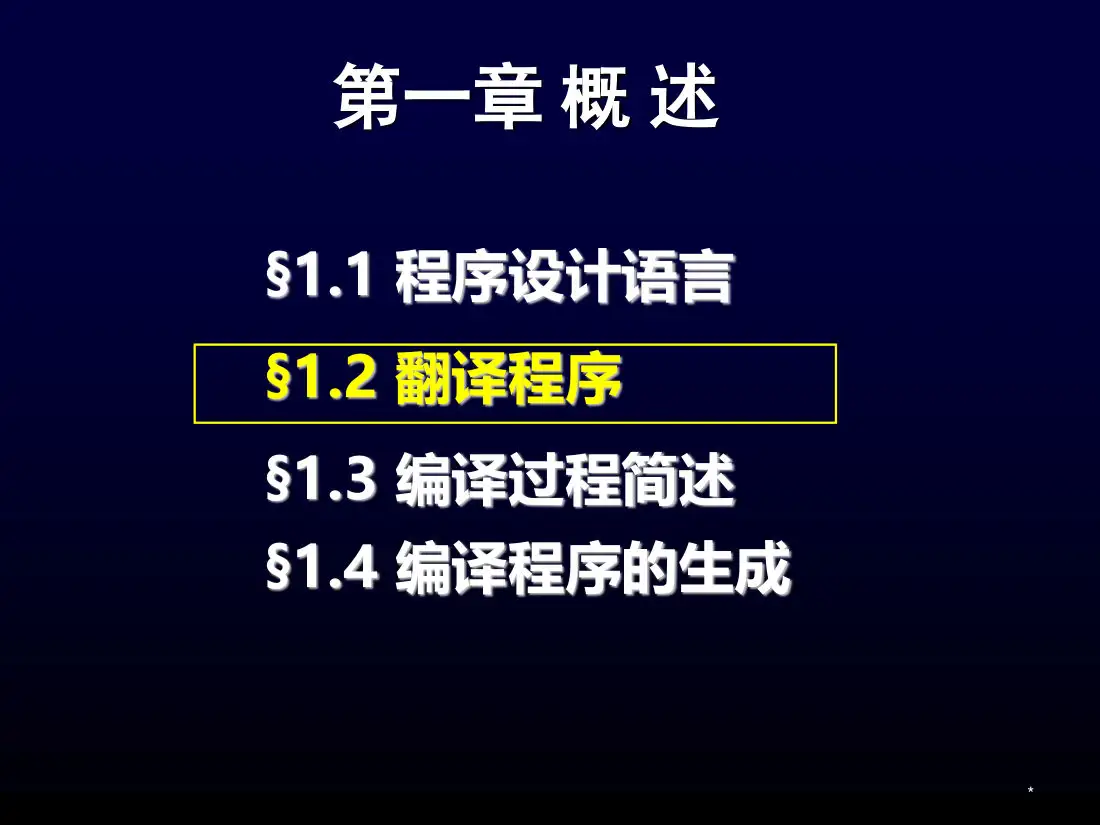 第一章 概 述
§1.1 程序设计语言
§1.2 翻译程序
§1.3 编译过程简述
§1.4 编译程序的生成
*